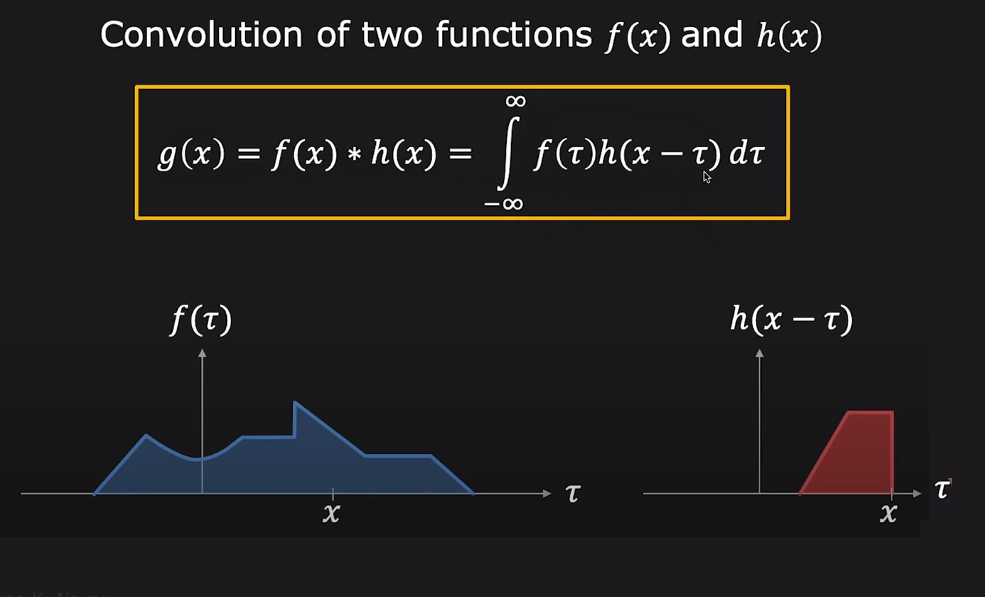 Convolution of two functions f(x) and h(x)
g(x) = f(x) ∗ h(x) = ∫_{−∞}^{∞} f(τ)h(x − τ) dτ
f(τ)
h(x − τ)
τ
τ
x
x